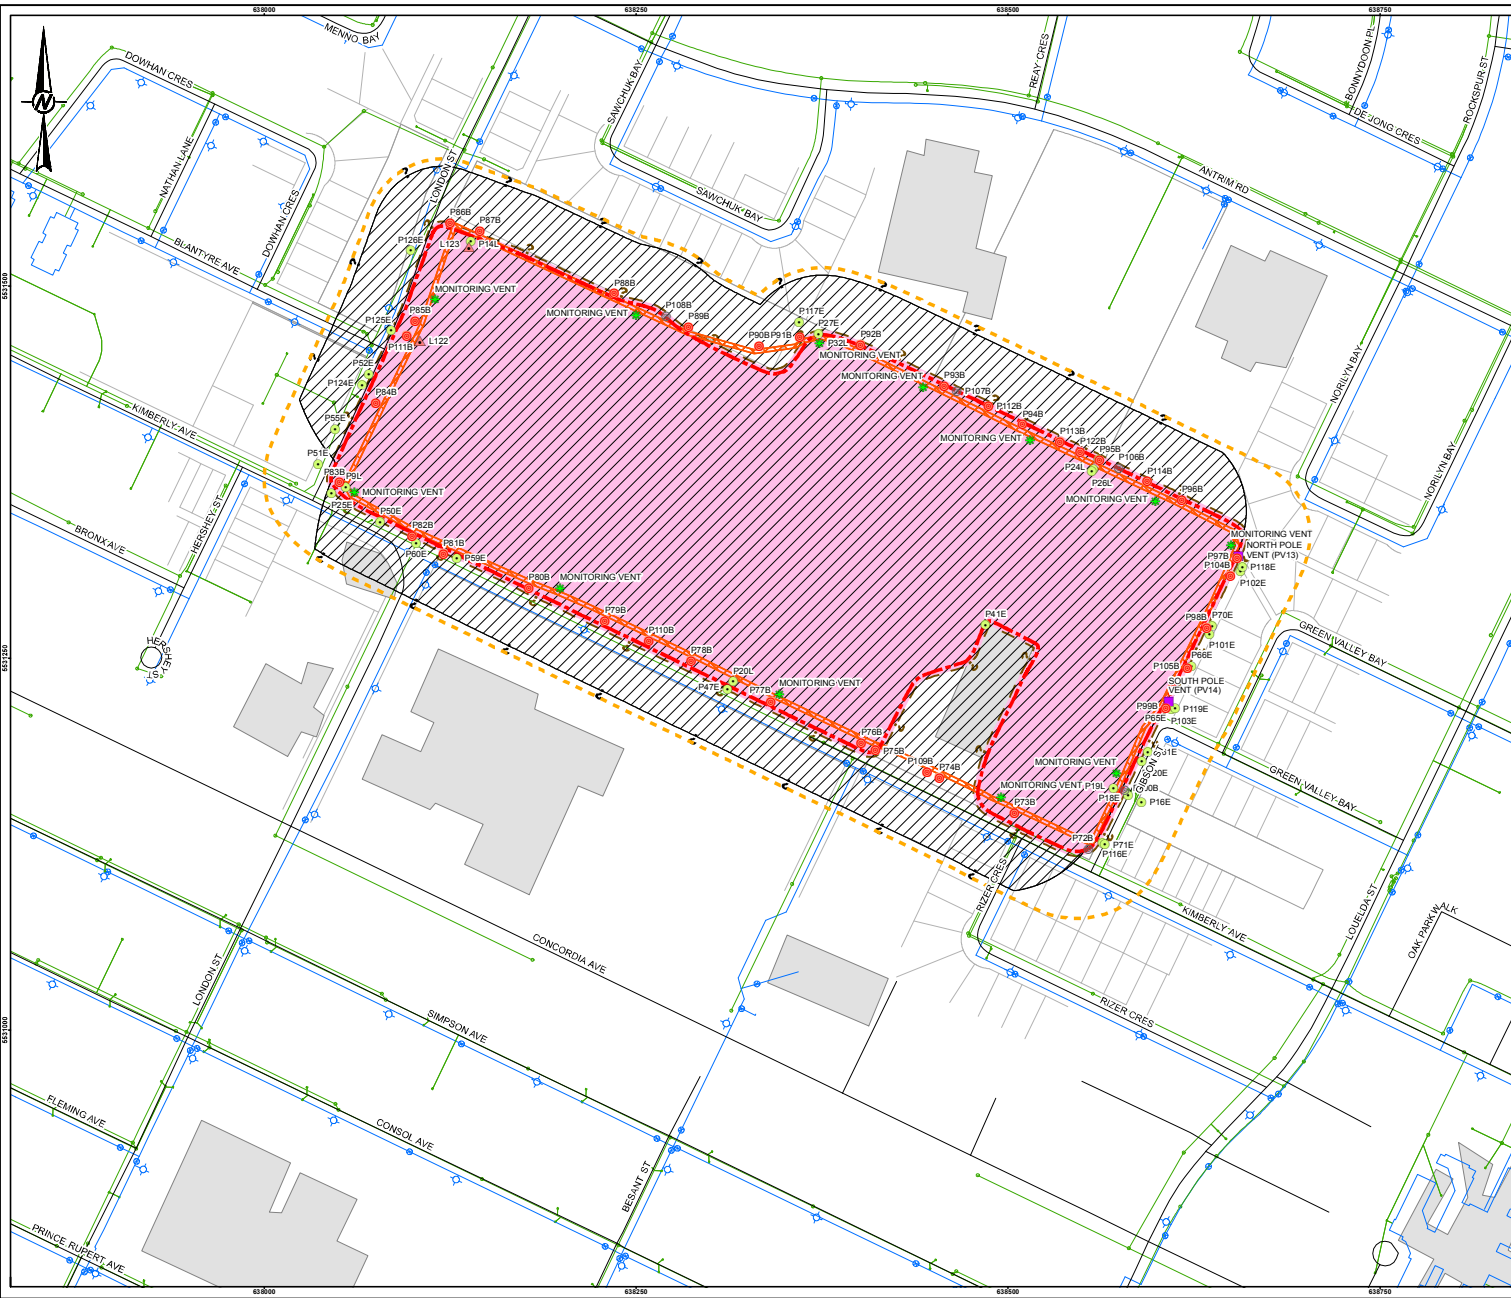 638000
638250
638500
638750
MENNO BAY
DOWHAN CRES
SAWCHUK BAY
REAY CRES
BONNYDOON PL
ROCKSPUR ST
DE JONG CRES
N
NATHAN LANE
LONDON ST
ANTRIM RD
SAWCHUK BAY
DOWHAN CRES
BLANTYRE AVE
5531500
P86B
P87B
P126E
L123
P14L
MONITORING VENT
P88B
MONITORING VENT
P108B
P89B
P117E
P27E
P125E
P85B
P111B
L122
P90B
P91B
P32L
P92B
MONITORING VENT
NORILYN BAY
P52E
P124E
P84B
MONITORING VENT
P93B
P107B
P112B
KIMBERLY AVE
P55E
P94B
MONITORING VENT
P113B
P122B
P95B
P106B
P51E
P24L
P26L
P114B
P83B
P9L
MONITORING VENT
MONITORING VENT
P96B
NORILYN BAY
P25E
P50E
HERSHEY ST
BRONX AVE
P82B
P81B
P60E
P59E
MONITORING VENT
NORTH POLE
VENT (PV13)
P97B
P104B
P118E
P102E
P80B
MONITORING VENT
P79B
P41E
P98B
P70E
P110B
P101E
GREEN VALLEY BAY
HERSHEY ST
5531250
P78B
P66E
P105B
P20L
SOUTH POLE
VENT (PV14)
P47E
P77B
MONITORING VENT
P99B
P119E
P65E
P103E
P76B
P75B
GIBSON ST
P109B
P74B
MONITORING VENT
MONITORING VENT
P19L
P18E
P16E
GREEN VALLEY BAY
P73B
P72B
P71E
P116E
RIZER CRES
KIMBERLY AVE
LOUELDA ST
OAK PARK WALK
CONCORDIA AVE
LONDON ST
RIZER CRES
SIMPSON AVE
5531000
FLEMING AVE
CONSOL AVE
BESANT ST
PRINCE RUPERT AVE
638000
638250
638500
638750